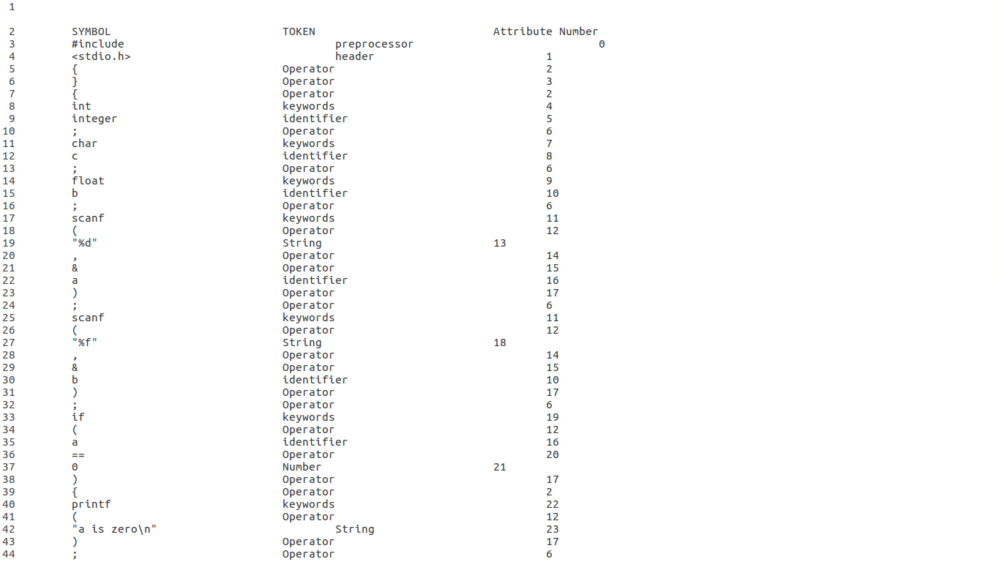 1
2 SYMBOL TOKEN Attribute Number
3 #include preprocessor 0
4 <stdio.h> header 1
5 { Operator 2
6 } Operator 3
7 { Operator 2
8 int keywords 4
9 integer identifier 5
10 ; Operator 6
11 char keywords 7
12 c identifier 8
13 ; Operator 6
14 float keywords 9
15 b identifier 10
16 ; Operator 6
17 scanf keywords 11
18 ( Operator 12
19 "%d" String 13
20 , Operator 14
21 & Operator 15
22 a identifier 16
23 ) Operator 17
24 ; Operator 6
25 scanf keywords 11
26 ( Operator 12
27 "%f" String 18
28 , Operator 14
29 & Operator 15
30 b identifier 10
31 ) Operator 17
32 ; Operator 6
33 if keywords 19
34 ( Operator 12
35 a identifier 16
36 == Operator 20
37 0 Number 21
38 ) Operator 17
39 { Operator 2
40 printf keywords 22
41 ( Operator 12
42 "a is zero\n" String 23
43 ) Operator 17
44 ; Operator 6